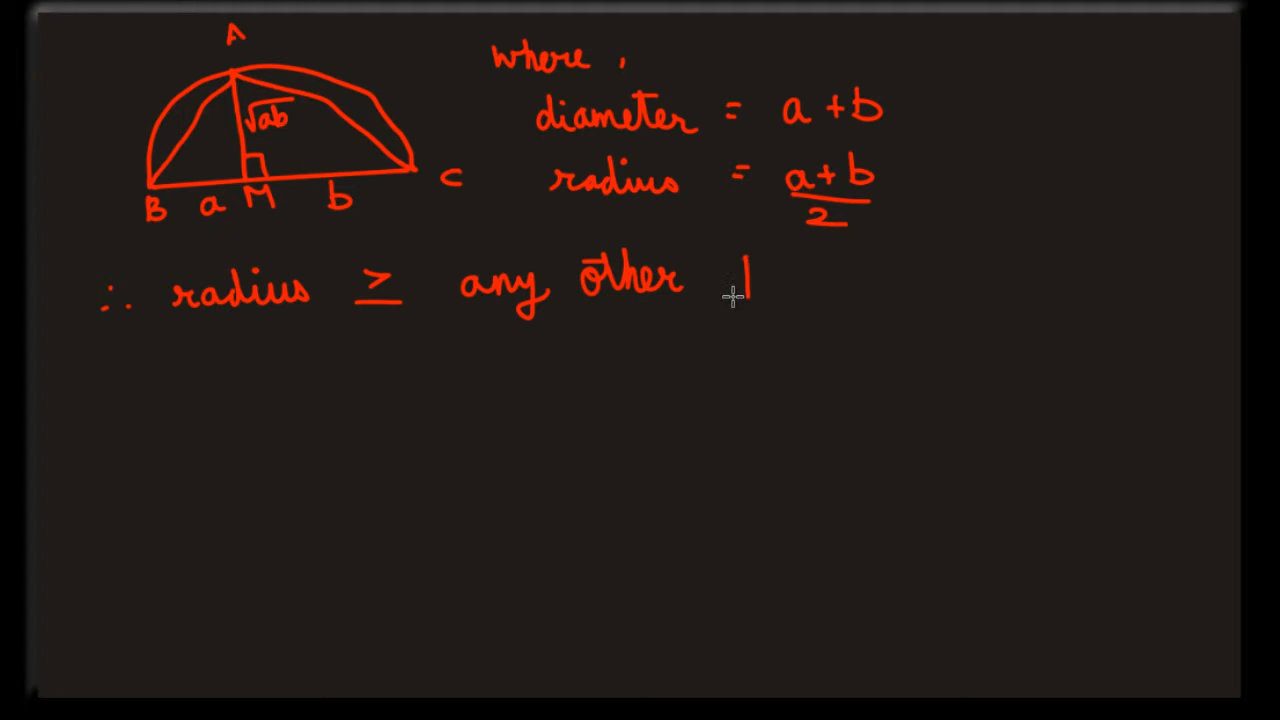 A
where ,
√ab
diameter = a + b
radius = a + b / 2
B a M b C
∴ radius ≥ any other